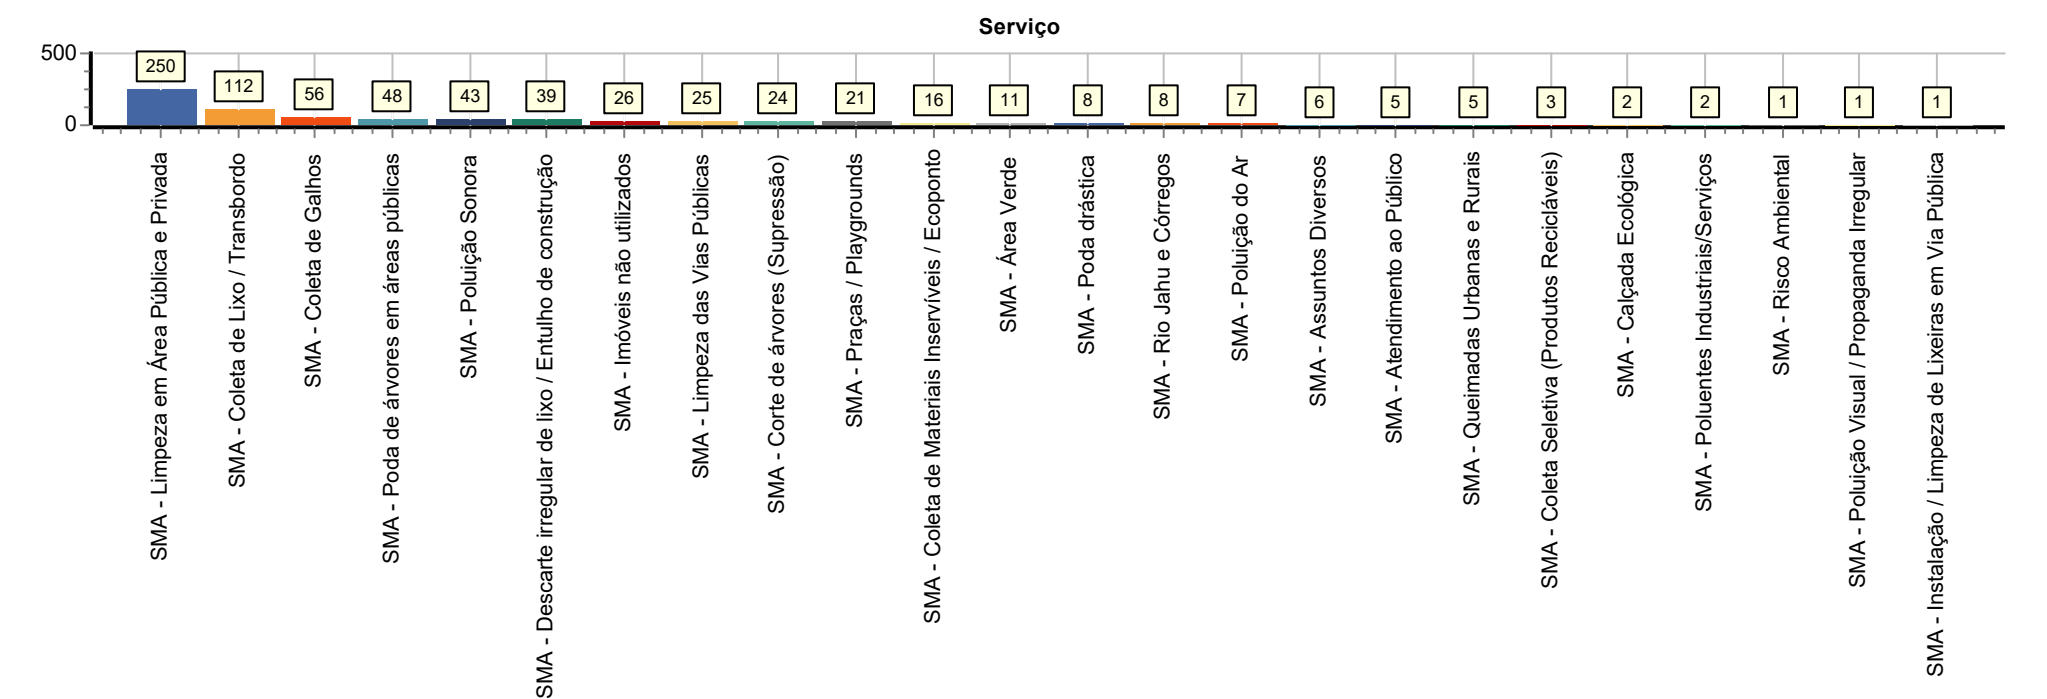 Serviço
500
0
250
112
56
48
43
39
26
25
24
21
16
11
8
8
7
6
5
5
3
2
2
1
1
1
SMA - Limpeza em Área Pública e Privada
SMA - Coleta de Lixo / Transbordo
SMA - Coleta de Galhos
SMA - Poda de árvores em áreas públicas
SMA - Poluição Sonora
SMA - Descarte irregular de lixo / Entulho de construção
SMA - Imóveis não utilizados
SMA - Limpeza das Vias Públicas
SMA - Corte de árvores (Supressão)
SMA - Praças / Playgrounds
SMA - Coleta de Materiais Inservíveis / Ecoponto
SMA - Área Verde
SMA - Poda drástica
SMA - Rio Jahu e Córregos
SMA - Poluição do Ar
SMA - Assuntos Diversos
SMA - Atendimento ao Público
SMA - Queimadas Urbanas e Rurais
SMA - Coleta Seletiva (Produtos Recicláveis)
SMA - Calçada Ecológica
SMA - Poluentes Industriais/Serviços
SMA - Risco Ambiental
SMA - Poluição Visual / Propaganda Irregular
SMA - Instalação / Limpeza de Lixeiras em Via Pública